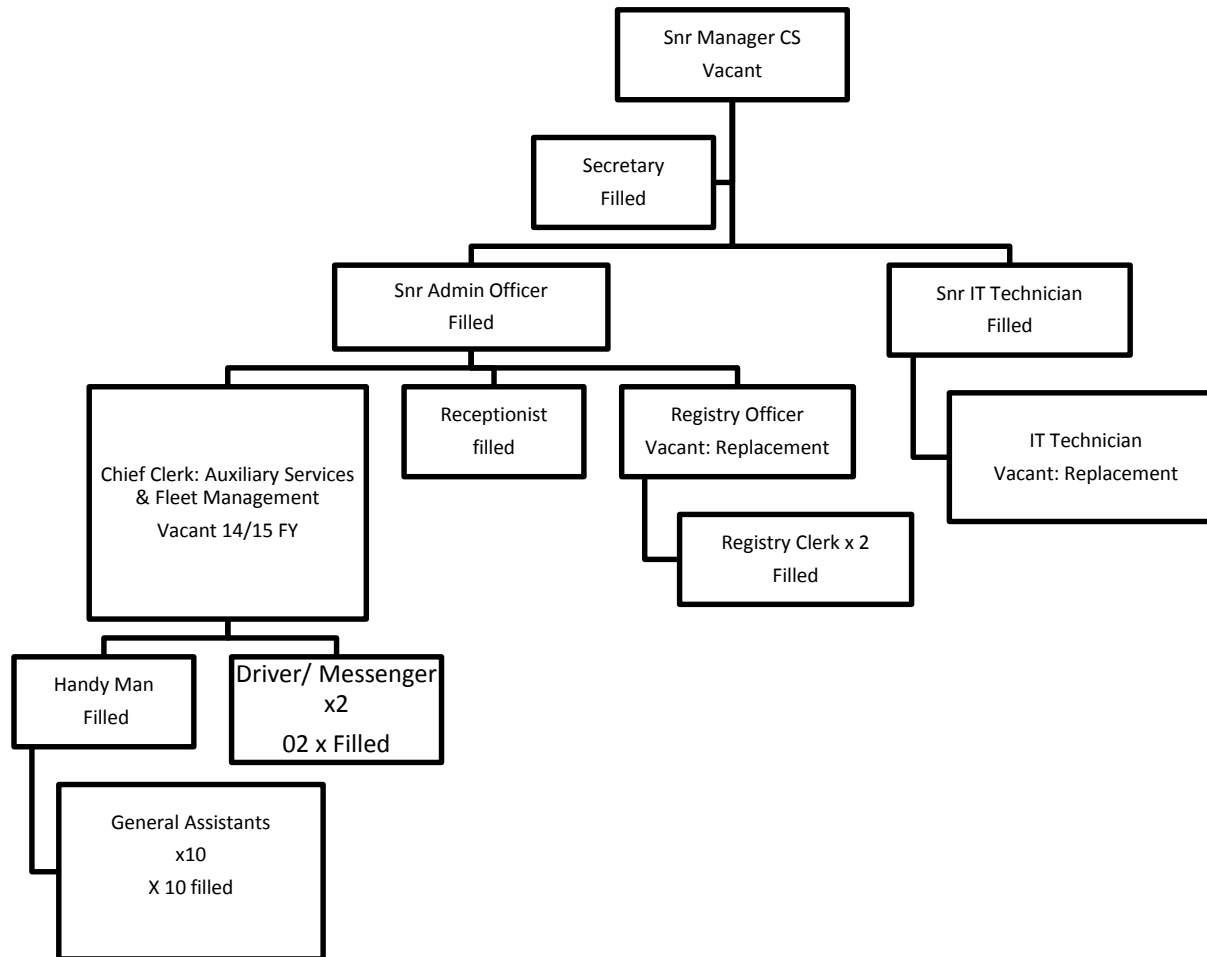 Snr Manager CS
Vacant
Secretary
Filled
Snr Admin Officer
Filled
Snr IT Technician
Filled
Chief Clerk: Auxiliary Services
& Fleet Management
Vacant 14/15 FY
Receptionist
filled
Registry Officer
Vacant: Replacement
IT Technician
Vacant: Replacement
Registry Clerk x 2
Filled
Handy Man
Filled
Driver/ Messenger
x2
02 x Filled
General Assistants
x10
X 10 filled